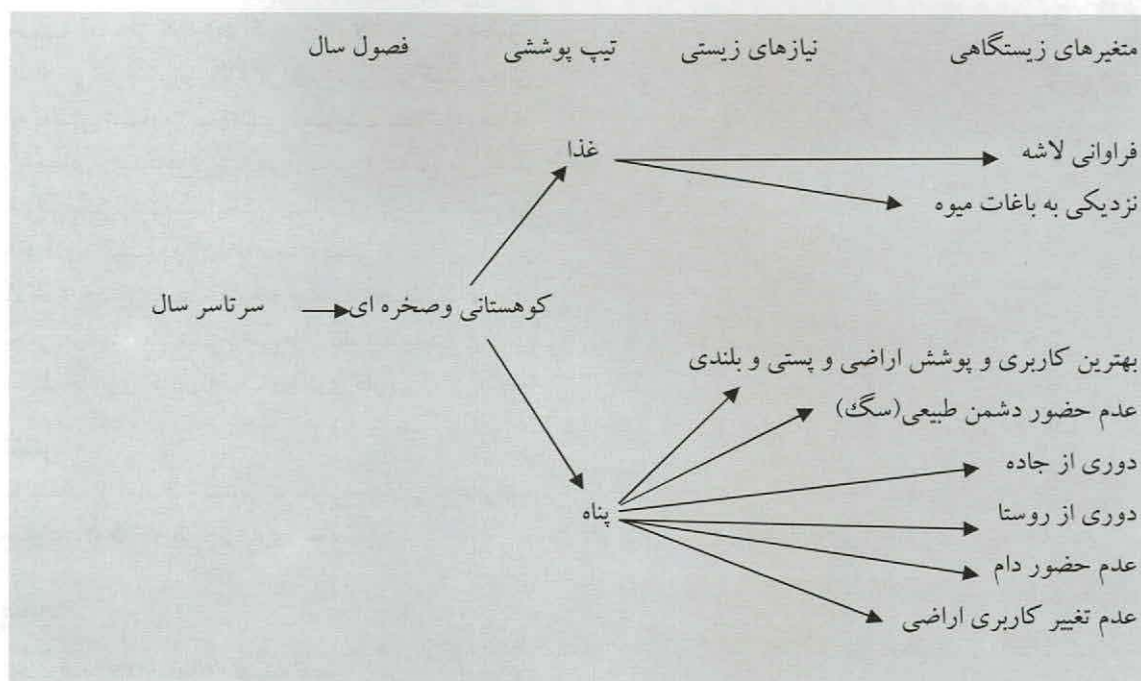 متغیرهای زیستگاهی نیازهای زیستی تیپ پوششی فصول سال
غذا
فراوانی لاشه
نزدیکی به باغات میوه
کوهستانی وصخره ای
سرتاسر سال
بهترین کاربری و پوشش اراضی و پستی و بلندی
عدم حضور دشمن طبیعی(سگ)
دوری از جاده
پناه
دوری از روستا
عدم حضور دام
عدم تغییر کاربری اراضی